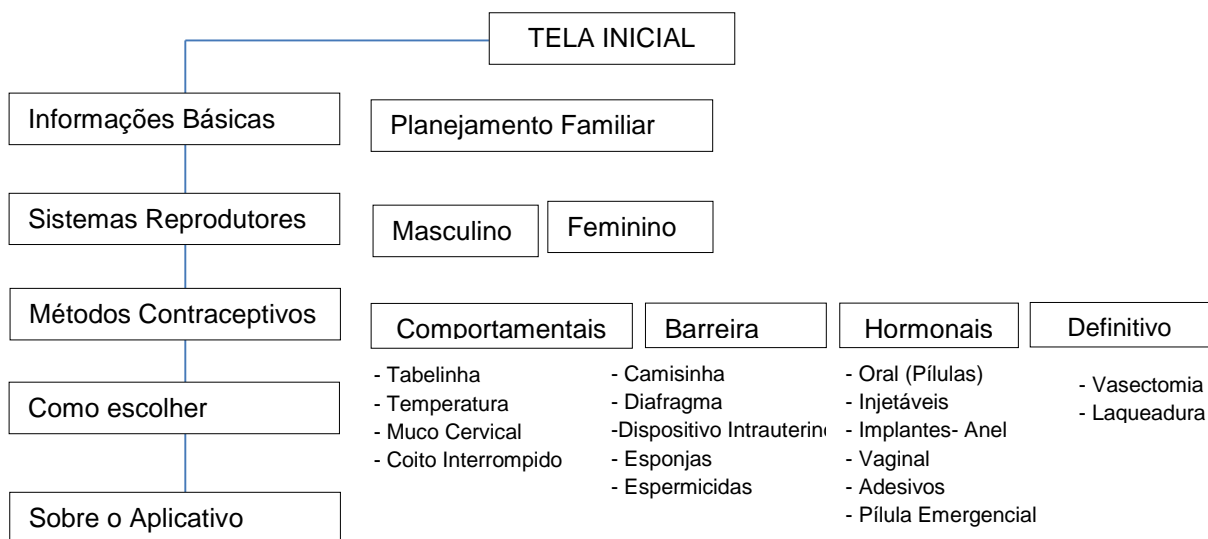 TELA INICIAL
Informações Básicas
Planejamento Familiar
Sistemas Reprodutores
Masculino
Feminino
Métodos Contraceptivos
Comportamentais
- Tabelinha
- Temperatura
- Muco Cervical
- Coito Interrompido
Barreira
- Camisinha
- Diafragma
-Dispositivo Intrauterino
- Esponjas
- Espermicidas
Hormonais
- Oral (Pílulas)
- Injetáveis
- Implantes- Anel
- Vaginal
- Adesivos
- Pílula Emergencial
Definitivo
- Vasectomia
- Laqueadura
Como escolher
Sobre o Aplicativo